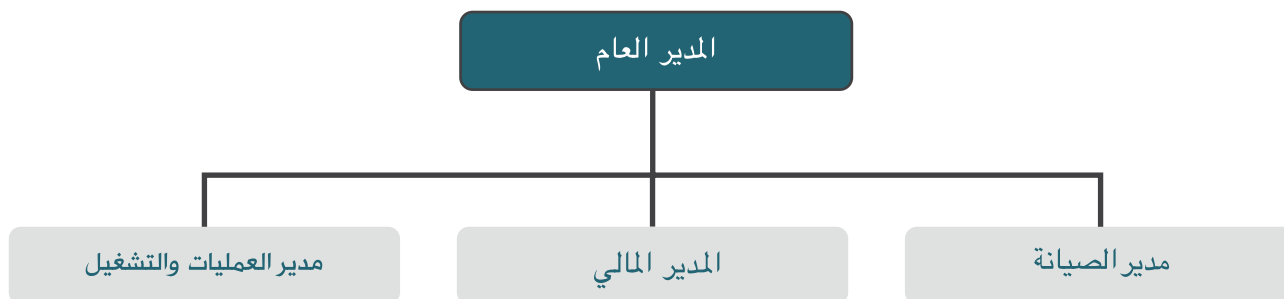 المدير العام
مدير الصيانة
المدير المالي
مدير العمليات والتشغيل